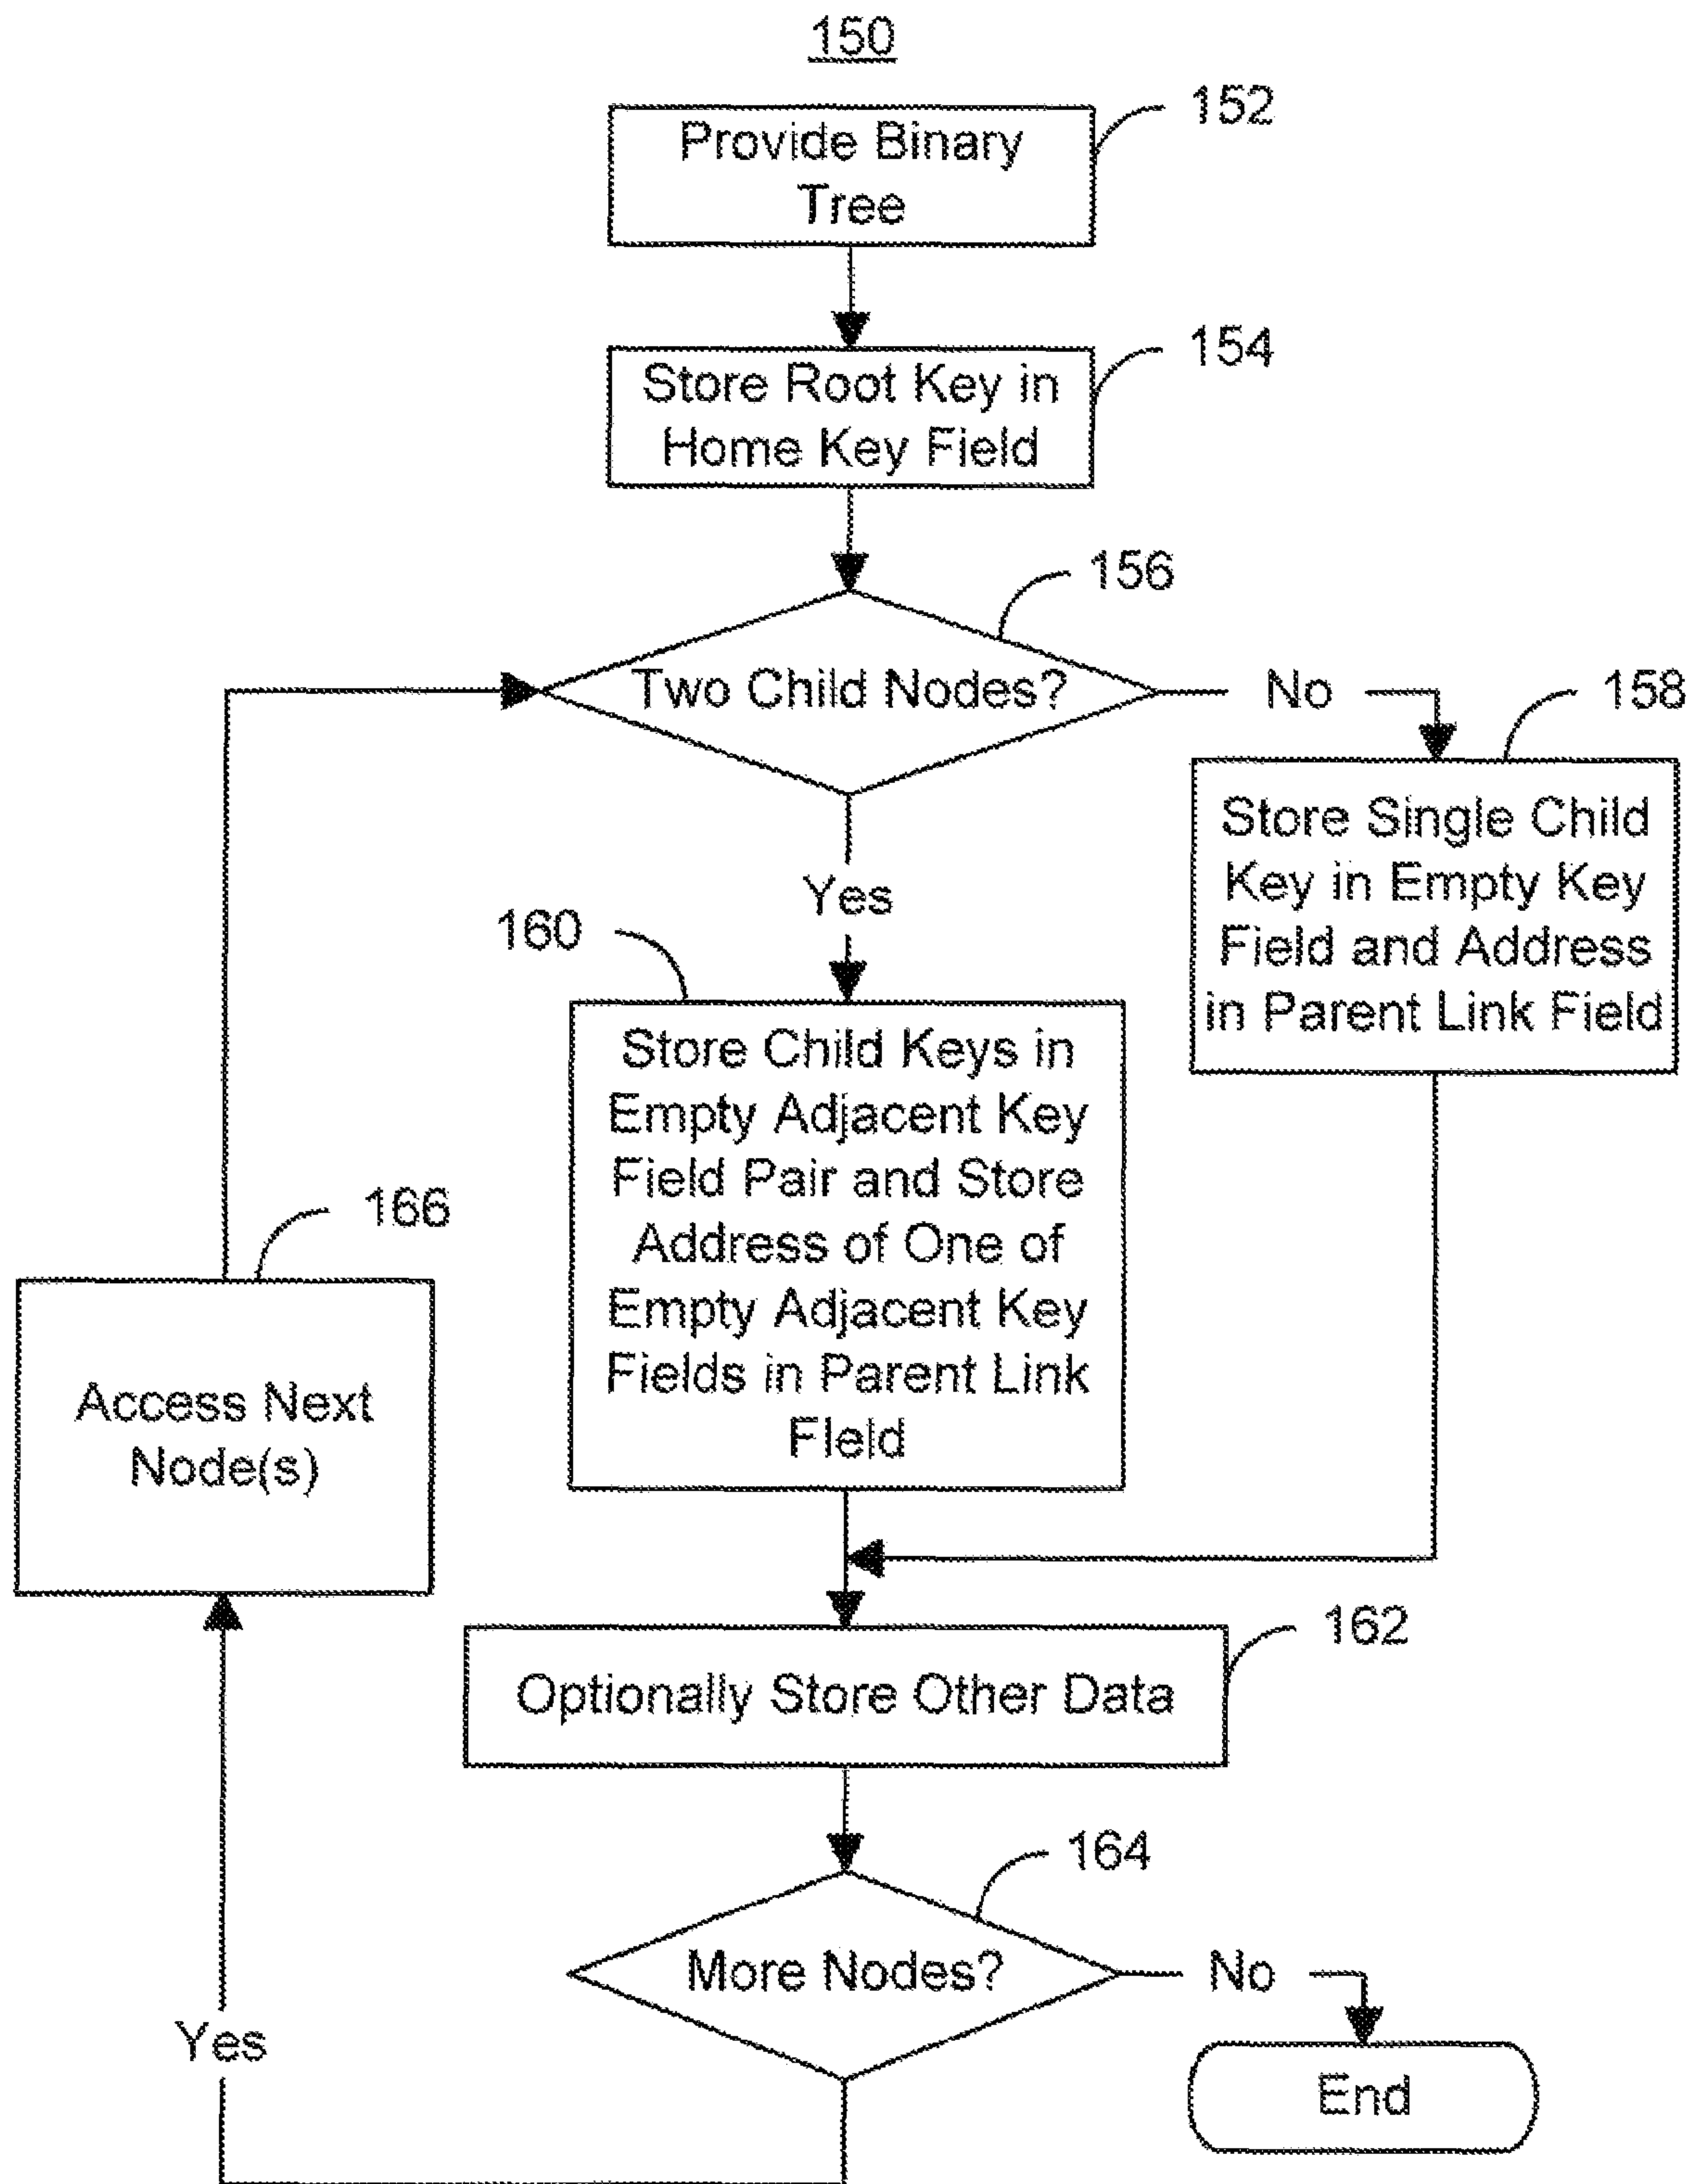 150
152
Provide Binary
Tree
154
Store Root Key in
Home Key Field
156
Two Child Nodes?
No
158
Store Single Child
Key in Empty Key
Field and Address
in Parent Link Field
Yes
160
Store Child Keys in
Empty Adjacent Key
Field Pair and Store
Address of One of
Empty Adjacent Key
Fields in Parent Link
FIeld
166
Access Next
Node(s)
162
Optionally Store Other Data
164
More Nodes?
No
Yes
End